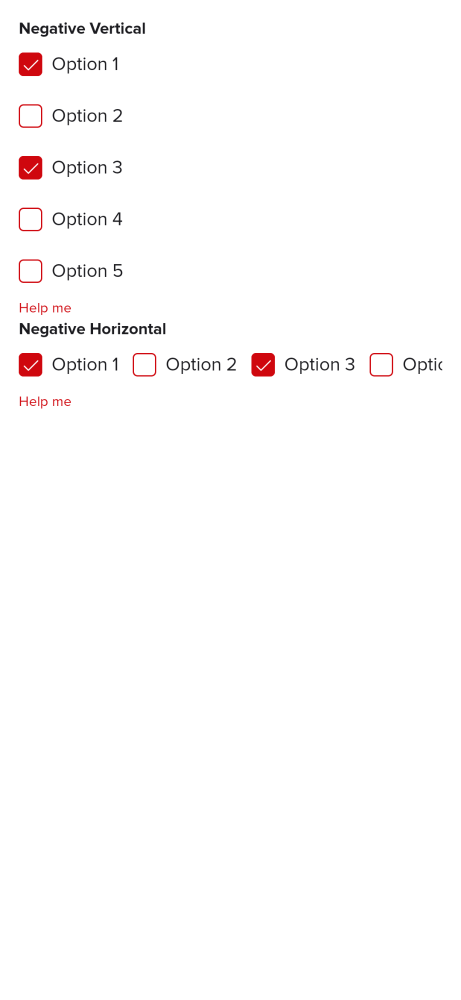 Negative Vertical
Option 1
Option 2
Option 3
Option 4
Option 5
Help me
Negative Horizontal
Option 1 Option 2 Option 3
Help me